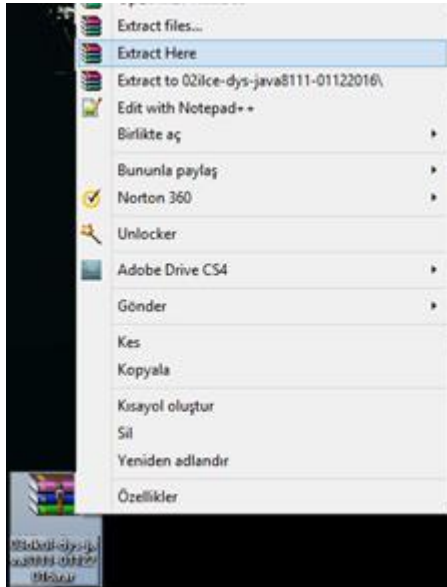 Extract files...
Extract Here
Extract to 02ilce-dys-java8111-01122016\
Edit with Notepad++
Birlikte aç
Bununla paylaş
Norton 360
Unlocker
Adobe Drive CS4
Gönder
Kes
Kopyala
Kısayol oluştur
Sil
Yeniden adlandır
Özellikler